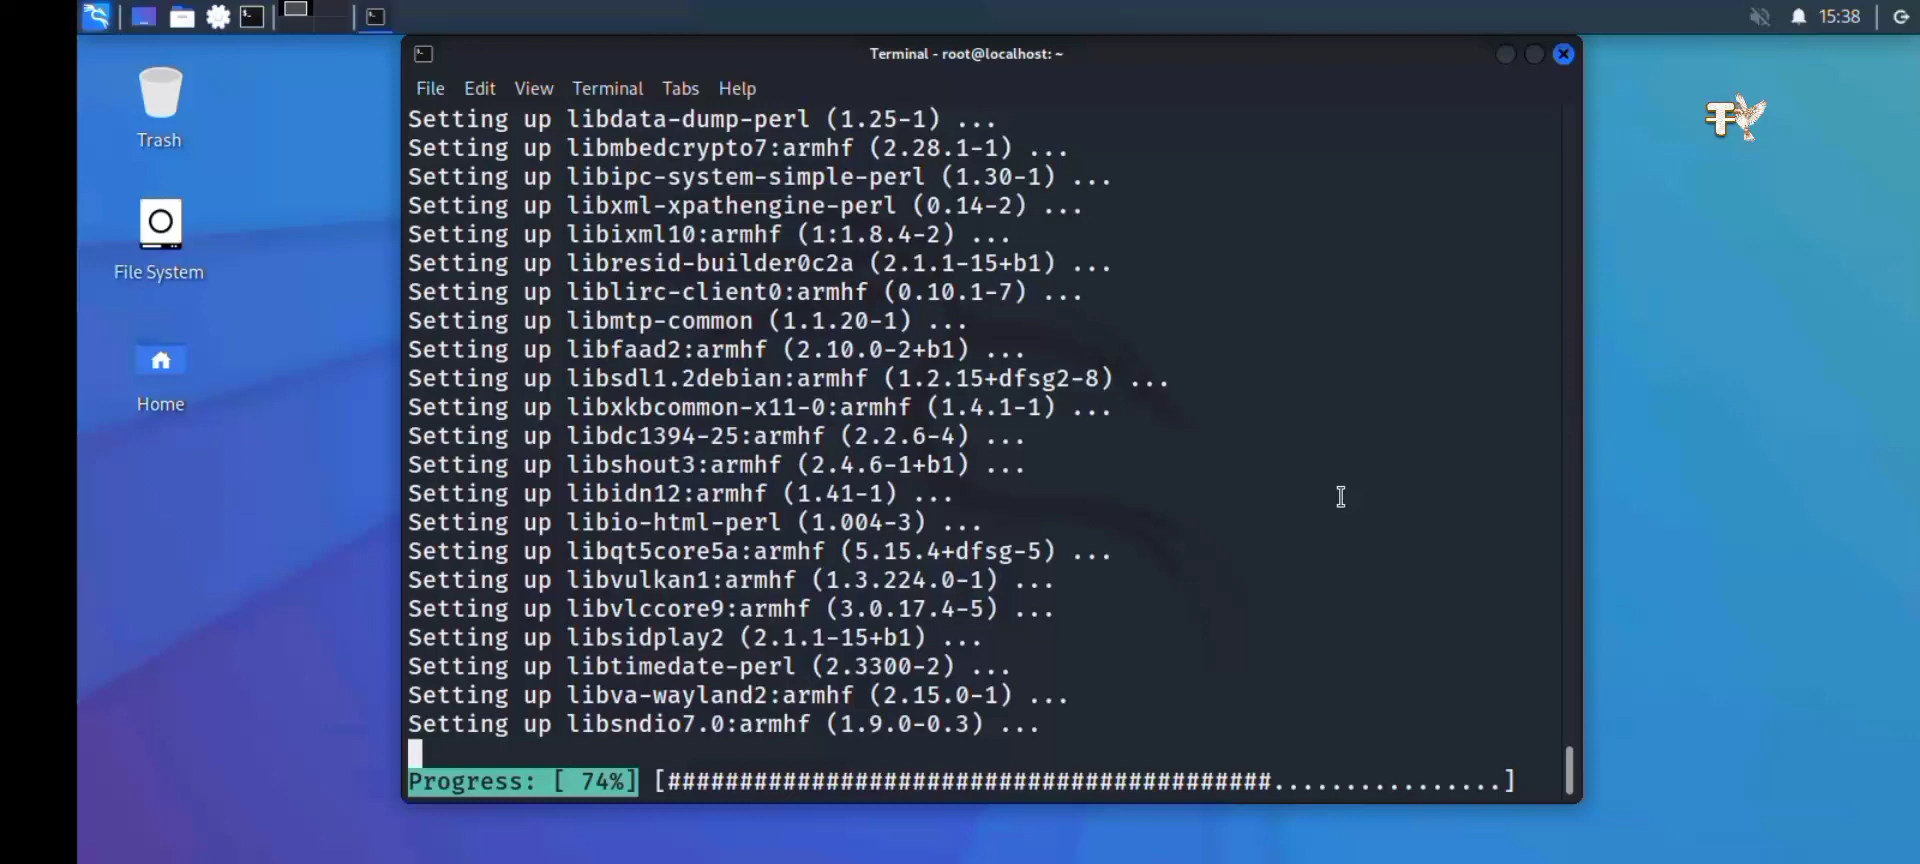 15:38
Terminal - root@localhost: ~
File Edit View Terminal Tabs Help
Trash
File System
Home
Setting up libdata-dump-perl (1.25-1) ...
Setting up libmbedcrypto7:armhf (2.28.1-1) ...
Setting up libipc-system-simple-perl (1.30-1) ...
Setting up libxml-xpathengine-perl (0.14-2) ...
Setting up libixml10:armhf (1:1.8.4-2) ...
Setting up libresid-builder0c2a (2.1.1-15+b1) ...
Setting up liblirc-client0:armhf (0.10.1-7) ...
Setting up libmtp-common (1.1.20-1) ...
Setting up libfaad2:armhf (2.10.0-2+b1) ...
Setting up libsdl1.2debian:armhf (1.2.15+dfsg2-8) ...
Setting up libxkbcommon-x11-0:armhf (1.4.1-1) ...
Setting up libdc1394-25:armhf (2.2.6-4) ...
Setting up libshout3:armhf (2.4.6-1+b1) ...
Setting up libidn12:armhf (1.41-1) ...
Setting up libio-html-perl (1.004-3) ...
Setting up libqt5core5a:armhf (5.15.4+dfsg-5) ...
Setting up libvulkan1:armhf (1.3.224.0-1) ...
Setting up libvlccore9:armhf (3.0.17.4-5) ...
Setting up libsidplay2 (2.1.1-15+b1) ...
Setting up libtimedate-perl (2.3300-2) ...
Setting up libva-wayland2:armhf (2.15.0-1) ...
Setting up libsndio7.0:armhf (1.9.0-0.3) ...
Progress: [ 74%] [##########################################................]